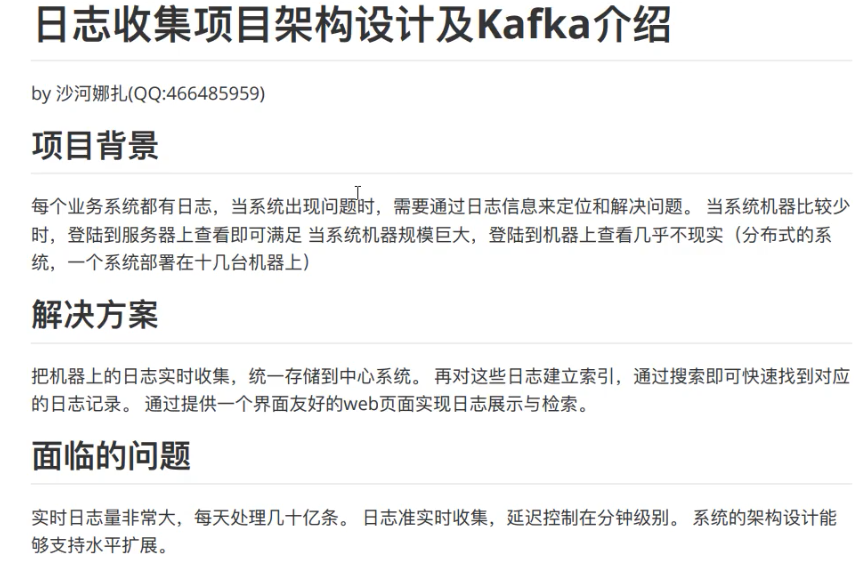 日志收集项目架构设计及Kafka介绍
by 沙河娜扎(QQ:466485959)
项目背景
每个业务系统都有日志，当系统出现问题时，需要通过日志信息来定位和解决问题。 当系统机器比较少
时，登陆到服务器上查看即可满足 当系统机器规模巨大，登陆到机器上查看几乎不现实（分布式的系
统，一个系统部署在十几台机器上）
解决方案
把机器上的日志实时收集，统一存储到中心系统。 再对这些日志建立索引，通过搜索即可快速找到对应
的日志记录。 通过提供一个界面友好的web页面实现日志展示与检索。
面临的问题
实时日志量非常大，每天处理几十亿条。 日志准实时收集，延迟控制在分钟级别。 系统的架构设计能
够支持水平扩展。